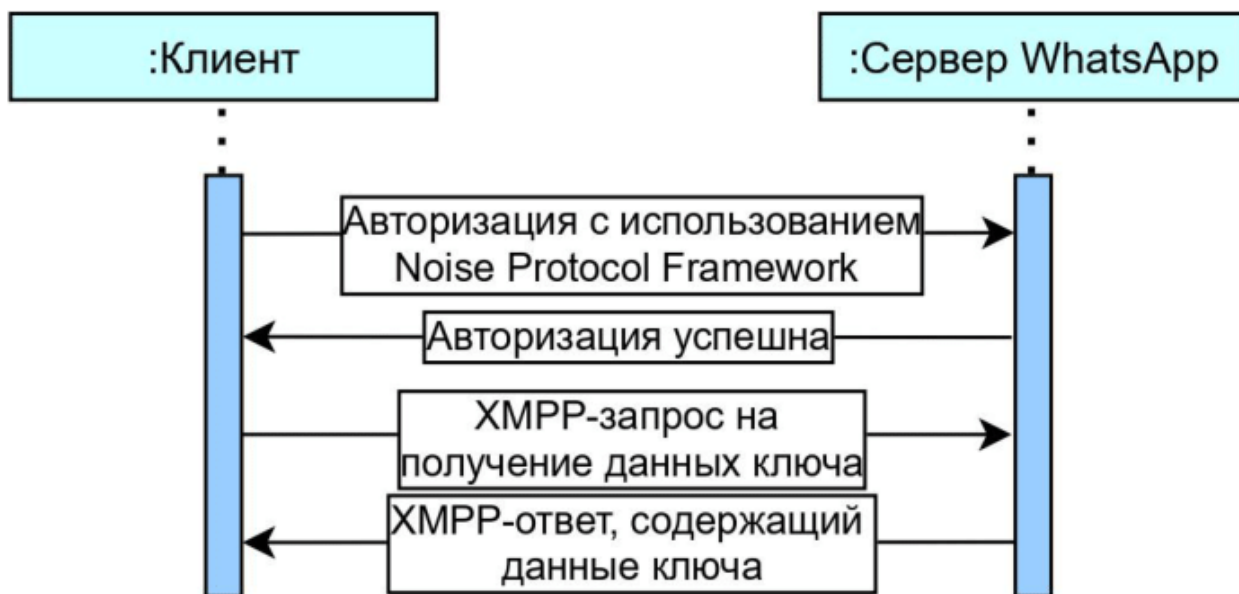 :Клиент
:Сервер WhatsApp
Авторизация с использованием
Noise Protocol Framework
Авторизация успешна
XMPP-запрос на
получение данных ключа
XMPP-ответ, содержащий
данные ключа